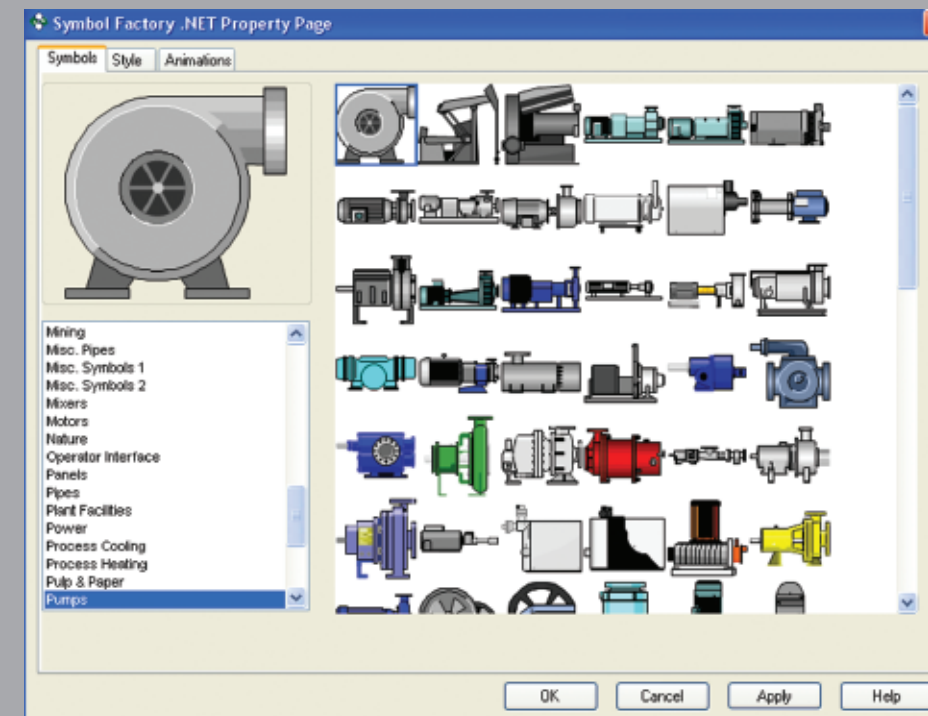 Symbol Factory .NET Property Page
Symbols Style Animations
Mining
Misc. Pipes
Misc. Symbols 1
Misc. Symbols 2
Mixers
Motors
Nature
Operator Interface
Panels
Pipes
Plant Facilities
Power
Process Cooling
Process Heating
Pulp & Paper
Pumps
OK Cancel Apply Help